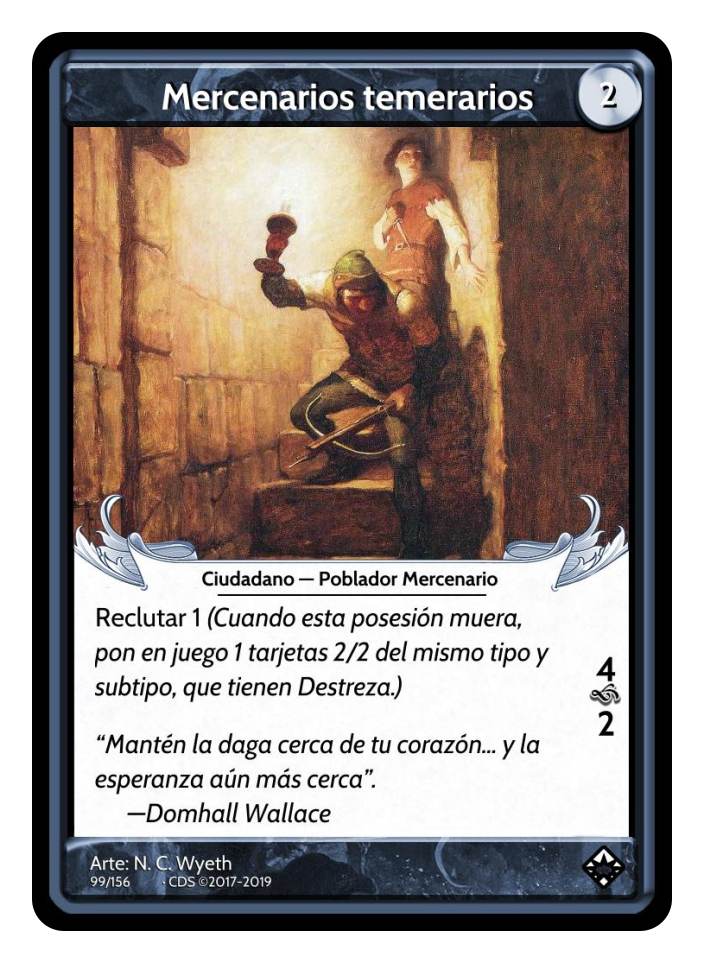 Mercenarios temerarios
2
Ciudadano — Poblador Mercenario
Reclutar 1 (Cuando esta posesión muera,
pon en juego 1 tarjetas 2/2 del mismo tipo y
subtipo, que tienen Destreza.)
4
2
“Mantén la daga cerca de tu corazón... y la
esperanza aún más cerca”.
—Domhall Wallace
Arte: N. C. Wyeth
99/156 · CDS ©2017-2019